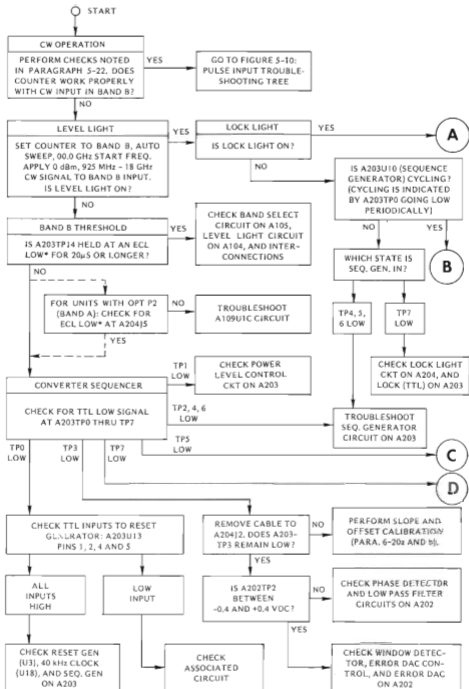 START
CW OPERATION
PERFORM CHECKS NOTED
IN PARAGRAPH 5-22, DOES
COUNTER WORK PROPERLY
WITH CW INPUT IN BAND B?
YES
GO TO FIGURE 5-10:
PULSE INPUT TROUBLE-
SHOOTING TREE
NO
LEVEL LIGHT
SET COUNTER TO BAND B, AUTO
SWEEP, 00.0 GHz START FREQ.
APPLY 0 dBm, 925 MHz - 18 GHz
CW SIGNAL TO BAND B INPUT.
IS LEVEL LIGHT ON?
YES
LOCK LIGHT
IS LOCK LIGHT ON?
YES
A
NO
IS A203U10 (SEQUENCE
GENERATOR) CYCLING?
(CYCLING IS INDICATED
BY A203TP0 GOING LOW
PERIODICALLY)
NO
YES
B
NO
BAND B THRESHOLD
IS A203TP14 HELD AT AN ECL
LOW* FOR 20µS OR LONGER?
YES
CHECK BAND SELECT
CIRCUIT ON A105,
LEVEL LIGHT CIRCUIT
ON A104, AND INTER-
CONNECTIONS
WHICH STATE IS
SEQ. GEN. IN?
TP4, 5,
6 LOW
TP7
LOW
NO
FOR UNITS WITH OPT P2
(BAND A): CHECK FOR
ECL LOW* AT A204J5
NO
TROUBLESHOOT
A109U1C CIRCUIT
YES
CHECK LOCK LIGHT
CKT ON A204, AND
LOCK (TTL) ON A203
CONVERTER SEQUENCER
CHECK FOR TTL LOW SIGNAL
AT A203TP0 THRU TP7
TP1
LOW
CHECK POWER
LEVEL CONTROL
CKT ON A203
TP2, 4, 6
LOW
TROUBLESHOOT
SEQ. GENERATOR
CIRCUIT ON A203
TP5
LOW
C
TP0
LOW
TP3
LOW
TP7
LOW
D
CHECK TTL INPUTS TO RESET
GENERATOR: A203U13
PINS 1, 2, 4 AND 5
REMOVE CABLE TO
A204J2, DOES A203-
TP3 REMAIN LOW?
NO
PERFORM SLOPE AND
OFFSET CALIBRATION
(PARA. 6-20a AND b).
YES
ALL
INPUTS
HIGH
LOW
INPUT
IS A202TP2
BETWEEN
-0.4 AND +0.4 VDC?
NO
CHECK PHASE DETECTOR
AND LOW PASS FILTER
CIRCUITS ON A202
YES
CHECK RESET GEN
(U3), 40 kHz CLOCK
(U18), AND SEQ. GEN
ON A203
CHECK
ASSOCIATED
CIRCUIT
CHECK WINDOW DETEC-
TOR, ERROR DAC CON-
TROL, AND ERROR DAC
ON A202